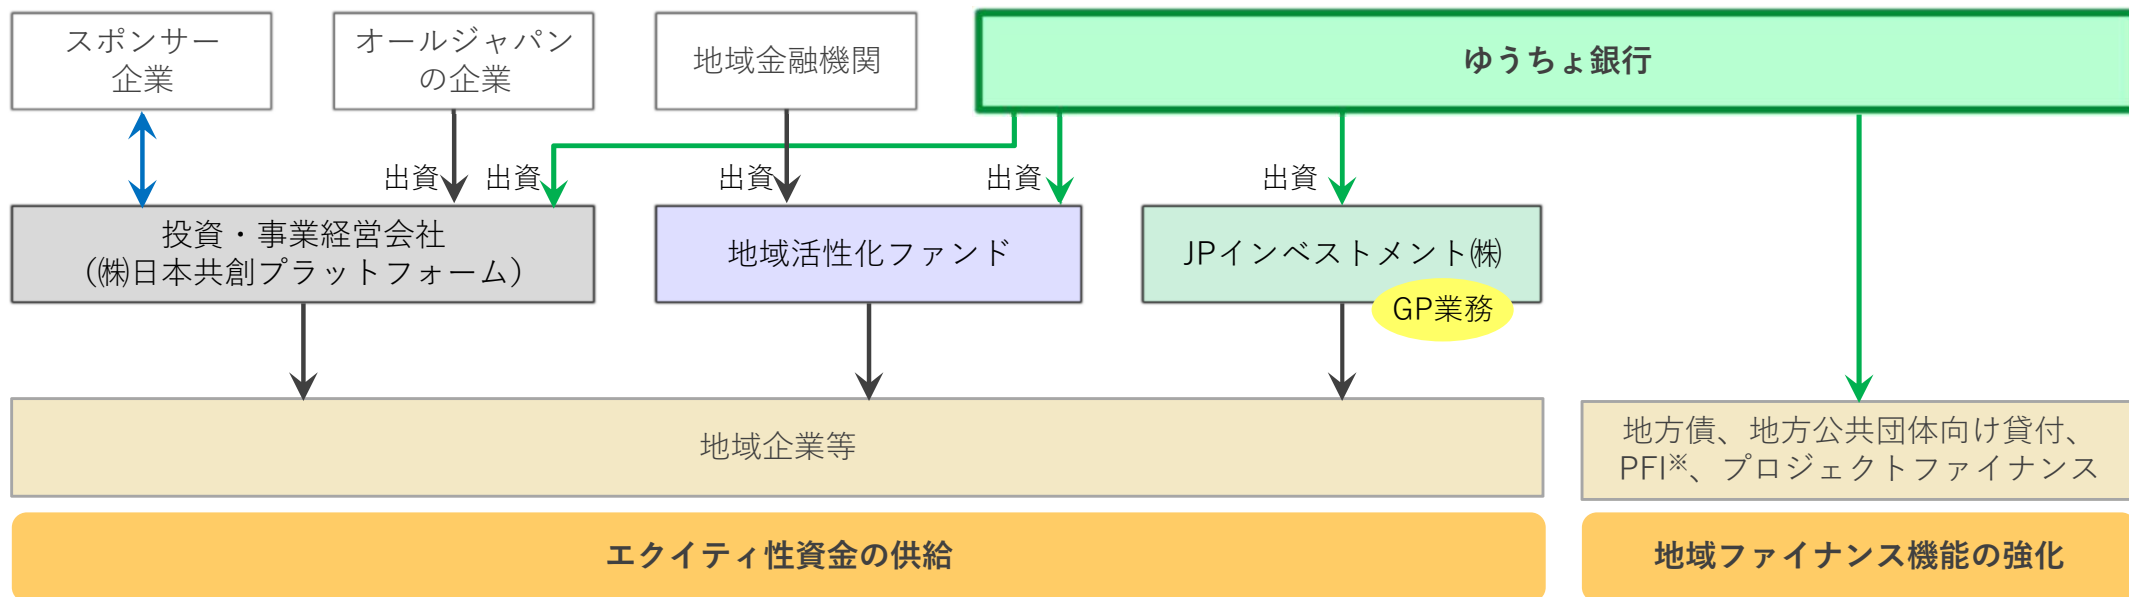 スポンサー
企業
オールジャパン
の企業
地域金融機関
ゆうちょ銀行
出資
出資
出資
出資
出資
投資・事業経営会社
（㈱日本共創プラットフォーム）
地域活性化ファンド
JPインベストメント㈱
GP業務
地域企業等
地方債、地方公共団体向け貸付、
PFI※、プロジェクトファイナンス
エクイティ性資金の供給
地域ファイナンス機能の強化